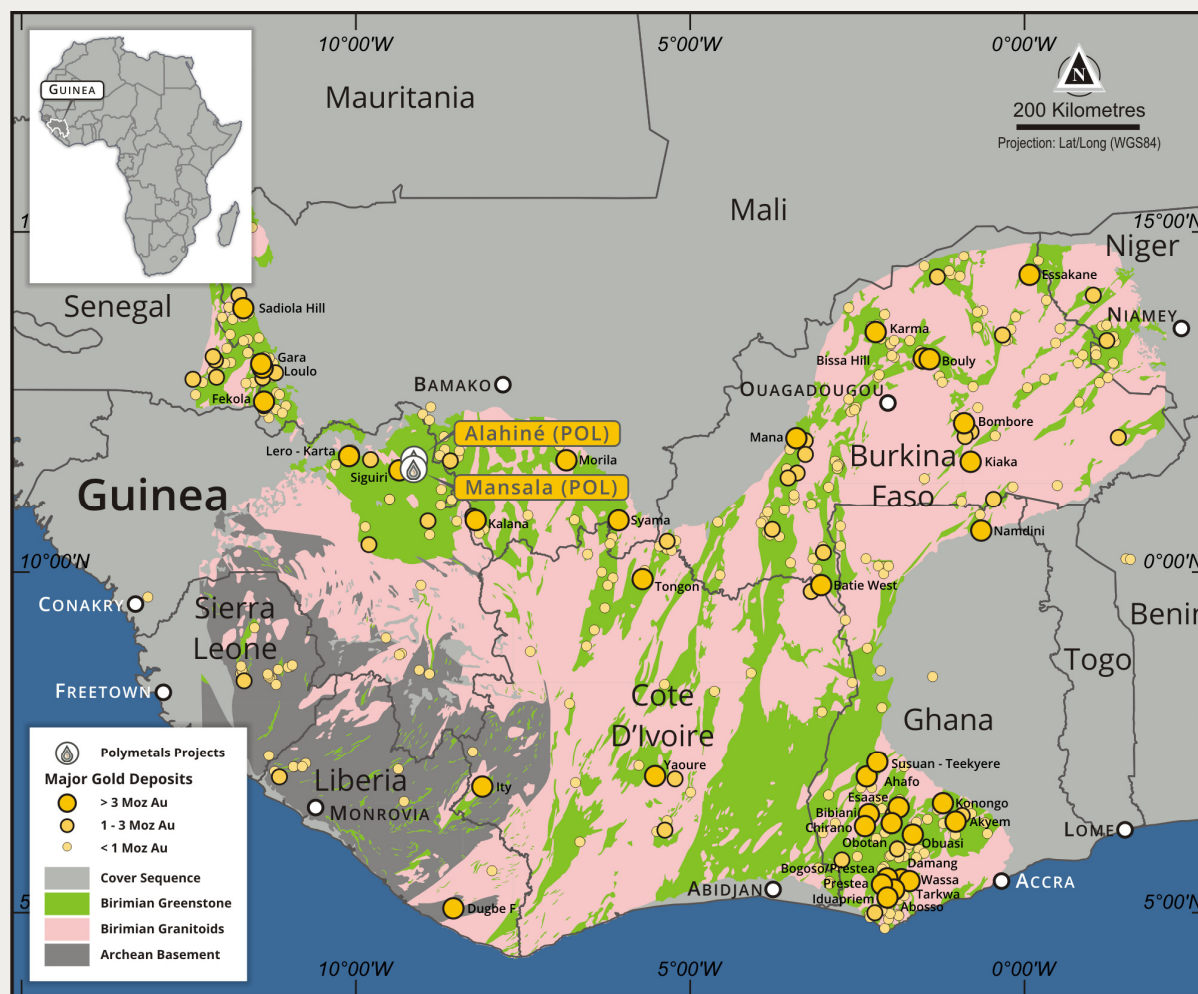 10°00'W
5°00'W
0°00'W
GUINEA
Mauritania
N
200 Kilometres
Projection: Lat/Long (WGS84)
Mali
15°00'N
Niger
Senegal
Sadiola Hill
Essakane
NIAMEY
Karma
Gara
Loulo
Bissa Hill
Bouly
BAMAKO
OUAGADOUGOU
Fekola
Alahiné (POL)
Bombore
Mana
Lero - Karta
Morila
Burkina
Faso
Kiaka
Siguiri
Mansala (POL)
Guinea
Kalana
Syama
Namdini
10°00'N
0°00'N
Tongon
Batie West
CONAKRY
Sierra
Leone
Benin
Togo
FREETOWN
Cote
D'Ivoire
Ghana
Polymetals Projects
Major Gold Deposits
> 3 Moz Au
1 - 3 Moz Au
< 1 Moz Au
Cover Sequence
Birimian Greenstone
Birimian Granitoids
Archean Basement
Liberia
MONROVIA
Ity
Yaoure
Susuan - Teekyere
Ahafo
Esaase
Konongo
Bibiani
Akyem
Chirano
LOME
Obotan
Obuasi
Damang
Bogoso/Prestea
Wassa
Prestea
ACCRA
ABIDJAN
Tarkwa
Iduapriem
Abosso
Dugbe F
5°00'N
10°00'W
5°00'W
0°00'W